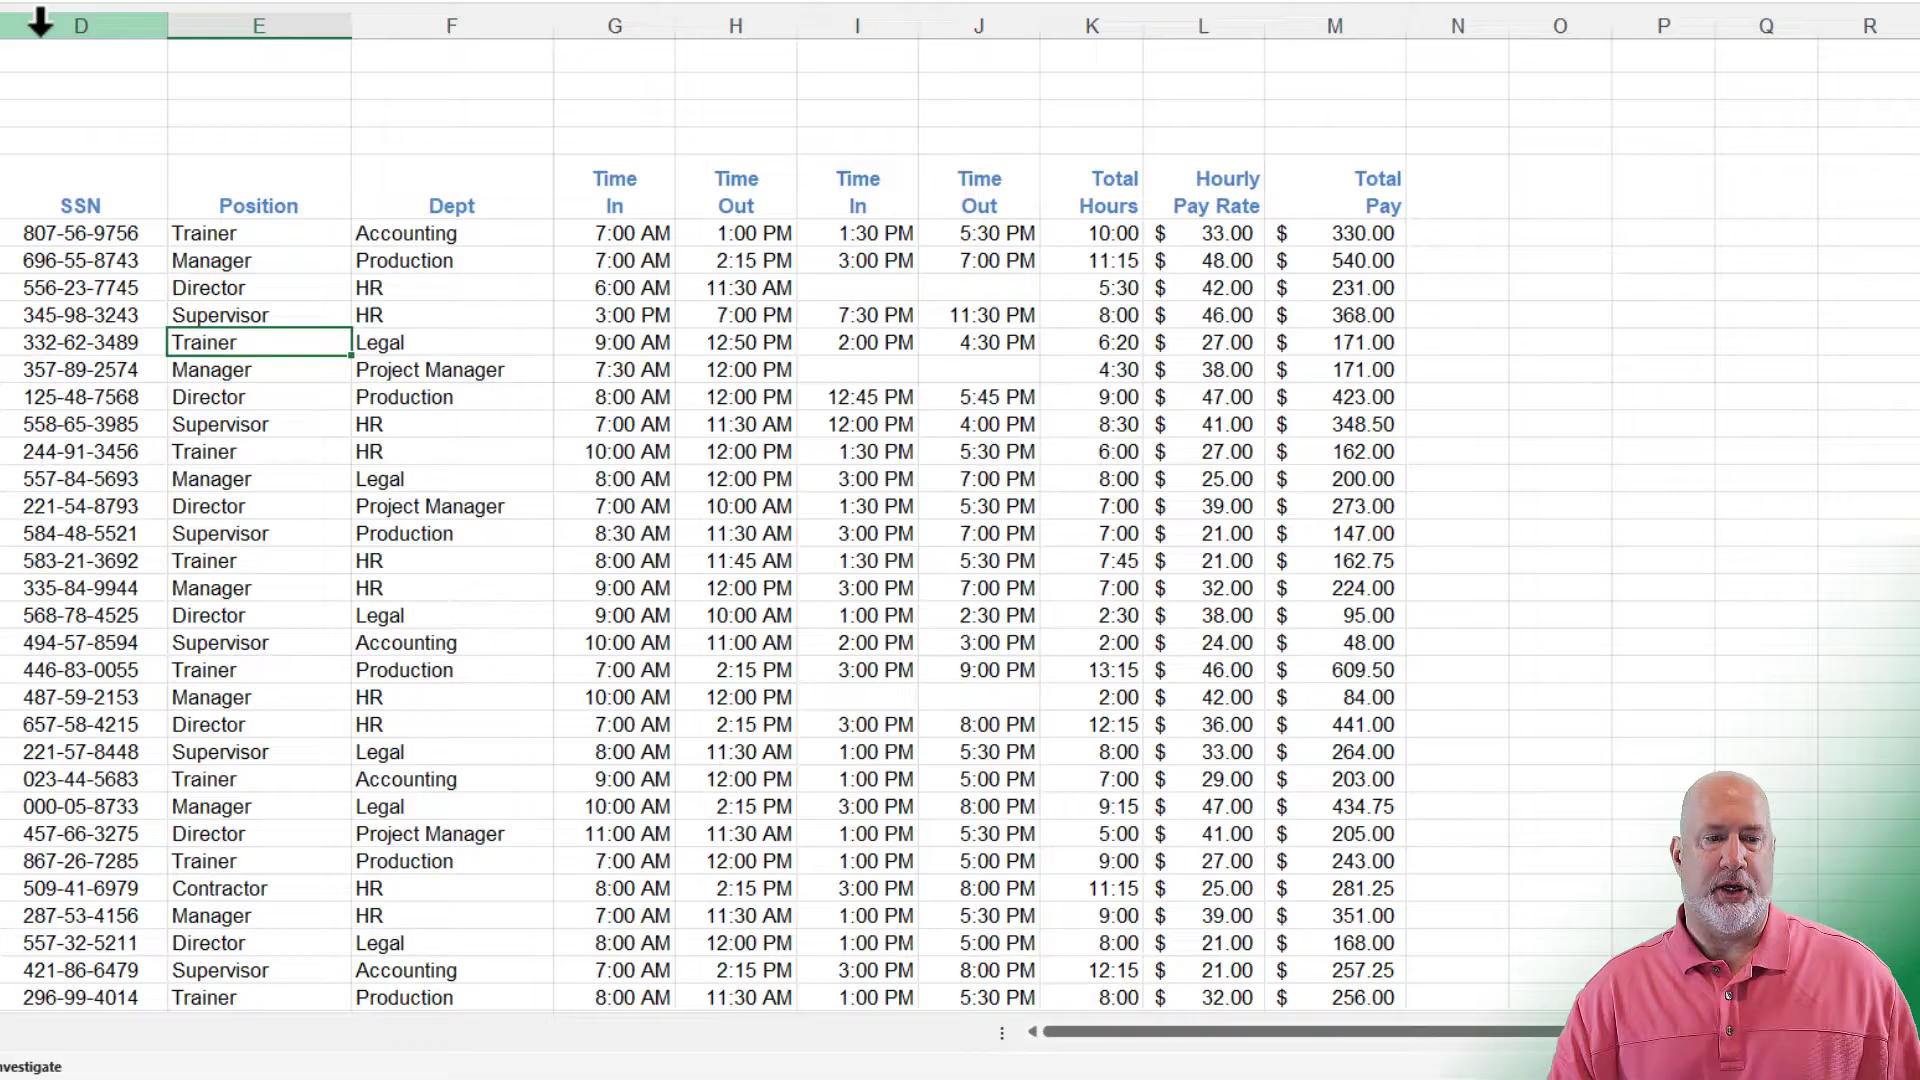 D E F G H I J K L M N O P Q R
Time Time Time Time Total Hourly Total
SSN Position Dept In Out In Out Hours Pay Rate Pay
807-56-9756 Trainer Accounting 7:00 AM 1:00 PM 1:30 PM 5:30 PM 10:00 $ 33.00 $ 330.00
696-55-8743 Manager Production 7:00 AM 2:15 PM 3:00 PM 7:00 PM 11:15 $ 48.00 $ 540.00
556-23-7745 Director HR 6:00 AM 11:30 AM 5:30 $ 42.00 $ 231.00
345-98-3243 Supervisor HR 3:00 PM 7:00 PM 7:30 PM 11:30 PM 8:00 $ 46.00 $ 368.00
332-62-3489 Trainer Legal 9:00 AM 12:50 PM 2:00 PM 4:30 PM 6:20 $ 27.00 $ 171.00
357-89-2574 Manager Project Manager 7:30 AM 12:00 PM 4:30 $ 38.00 $ 171.00
125-48-7568 Director Production 8:00 AM 12:00 PM 12:45 PM 5:45 PM 9:00 $ 47.00 $ 423.00
558-65-3985 Supervisor HR 7:00 AM 11:30 AM 12:00 PM 4:00 PM 8:30 $ 41.00 $ 348.50
244-91-3456 Trainer HR 10:00 AM 12:00 PM 1:30 PM 5:30 PM 6:00 $ 27.00 $ 162.00
557-84-5693 Manager Legal 8:00 AM 12:00 PM 3:00 PM 7:00 PM 8:00 $ 25.00 $ 200.00
221-54-8793 Director Project Manager 7:00 AM 10:00 AM 1:30 PM 5:30 PM 7:00 $ 39.00 $ 273.00
584-48-5521 Supervisor Production 8:30 AM 11:30 AM 3:00 PM 7:00 PM 7:00 $ 21.00 $ 147.00
583-21-3692 Trainer HR 8:00 AM 11:45 AM 1:30 PM 5:30 PM 7:45 $ 21.00 $ 162.75
335-84-9944 Manager HR 9:00 AM 12:00 PM 3:00 PM 7:00 PM 7:00 $ 32.00 $ 224.00
568-78-4525 Director Legal 9:00 AM 10:00 AM 1:00 PM 2:30 PM 2:30 $ 38.00 $ 95.00
494-57-8594 Supervisor Accounting 10:00 AM 11:00 AM 2:00 PM 3:00 PM 2:00 $ 24.00 $ 48.00
446-83-0055 Trainer Production 7:00 AM 2:15 PM 3:00 PM 9:00 PM 13:15 $ 46.00 $ 609.50
487-59-2153 Manager HR 10:00 AM 12:00 PM 2:00 $ 42.00 $ 84.00
657-58-4215 Director HR 7:00 AM 2:15 PM 3:00 PM 8:00 PM 12:15 $ 36.00 $ 441.00
221-57-8448 Supervisor Legal 8:00 AM 11:30 AM 1:00 PM 5:30 PM 8:00 $ 33.00 $ 264.00
023-44-5683 Trainer Accounting 9:00 AM 12:00 PM 1:00 PM 5:00 PM 7:00 $ 29.00 $ 203.00
000-05-8733 Manager Legal 10:00 AM 2:15 PM 3:00 PM 8:00 PM 9:15 $ 47.00 $ 434.75
457-66-3275 Director Project Manager 11:00 AM 11:30 AM 1:00 PM 5:30 PM 5:00 $ 41.00 $ 205.00
867-26-7285 Trainer Production 7:00 AM 12:00 PM 1:00 PM 5:00 PM 9:00 $ 27.00 $ 243.00
509-41-6979 Contractor HR 8:00 AM 2:15 PM 3:00 PM 8:00 PM 11:15 $ 25.00 $ 281.25
287-53-4156 Manager HR 7:00 AM 11:30 AM 1:00 PM 5:30 PM 9:00 $ 39.00 $ 351.00
557-32-5211 Director Legal 8:00 AM 12:00 PM 1:00 PM 5:00 PM 8:00 $ 21.00 $ 168.00
421-86-6479 Supervisor Accounting 7:00 AM 2:15 PM 3:00 PM 8:00 PM 12:15 $ 21.00 $ 257.25
296-99-4014 Trainer Production 8:00 AM 11:30 AM 1:00 PM 5:30 PM 8:00 $ 32.00 $ 256.00
nvestigate